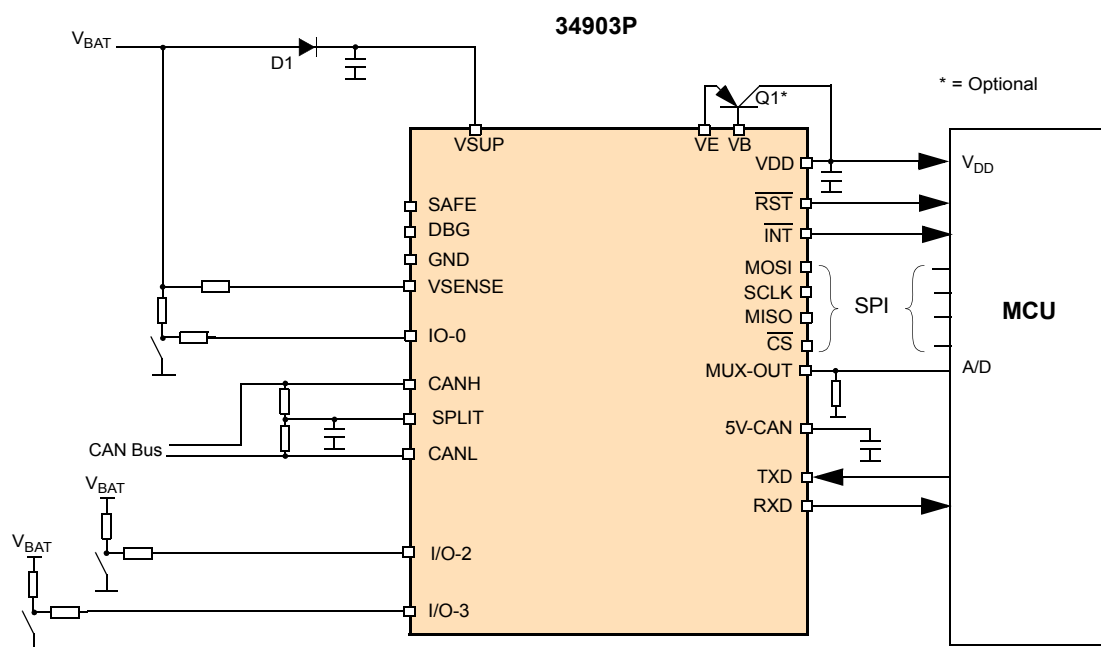 34903P
V_BAT
D1
Q1*
* = Optional
VSUP
VE
VB
VDD
V_DD
SAFE
RST
DBG
INT
GND
MOSI
VSENSE
SCLK
SPI
MCU
MISO
IO-0
CS
MUX-OUT
A/D
CANH
SPLIT
5V-CAN
CAN Bus
CANL
TXD
V_BAT
RXD
V_BAT
I/O-2
I/O-3